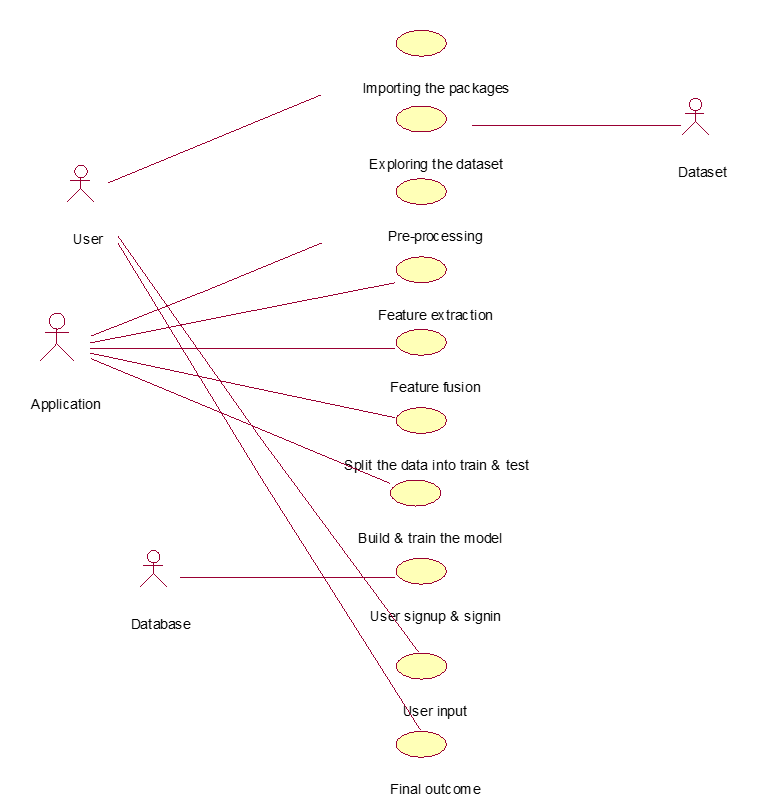 Importing the packages
Exploring the dataset
Dataset
User
Pre-processing
Feature extraction
Feature fusion
Application
Split the data into train & test
Build & train the model
User signup & signin
Database
User input
Final outcome